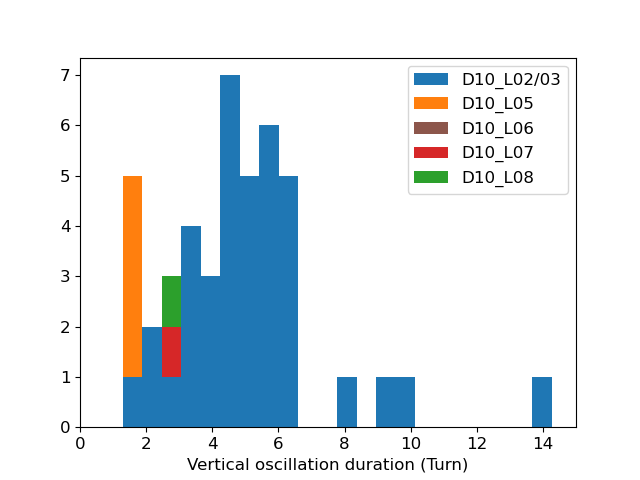 7
6
5
4
3
2
1
0
D10_L02/03
D10_L05
D10_L06
D10_L07
D10_L08
0 2 4 6 8 10 12 14
Vertical oscillation duration (Turn)